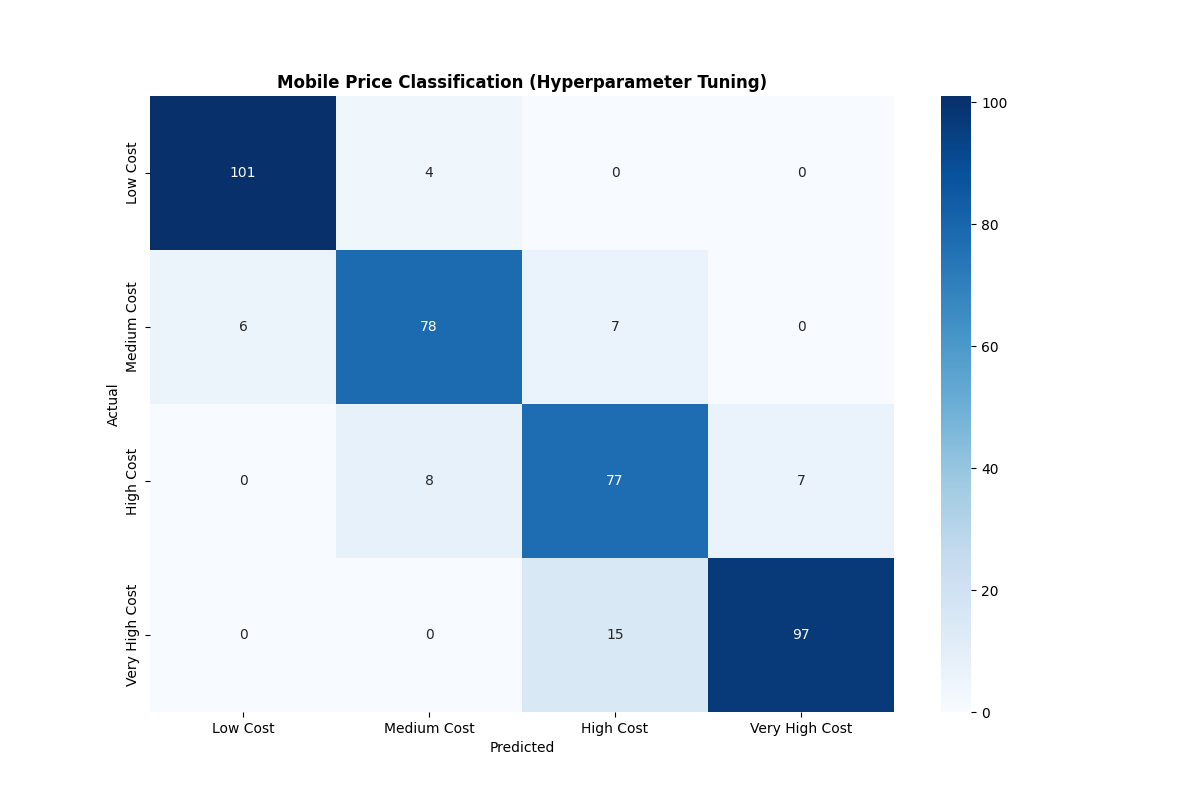 Mobile Price Classification (Hyperparameter Tuning)
Actual
Low Cost
101 4 0 0
Medium Cost
6 78 7 0
High Cost
0 8 77 7
Very High Cost
0 0 15 97
Low Cost Medium Cost High Cost Very High Cost
Predicted
100
80
60
40
20
0